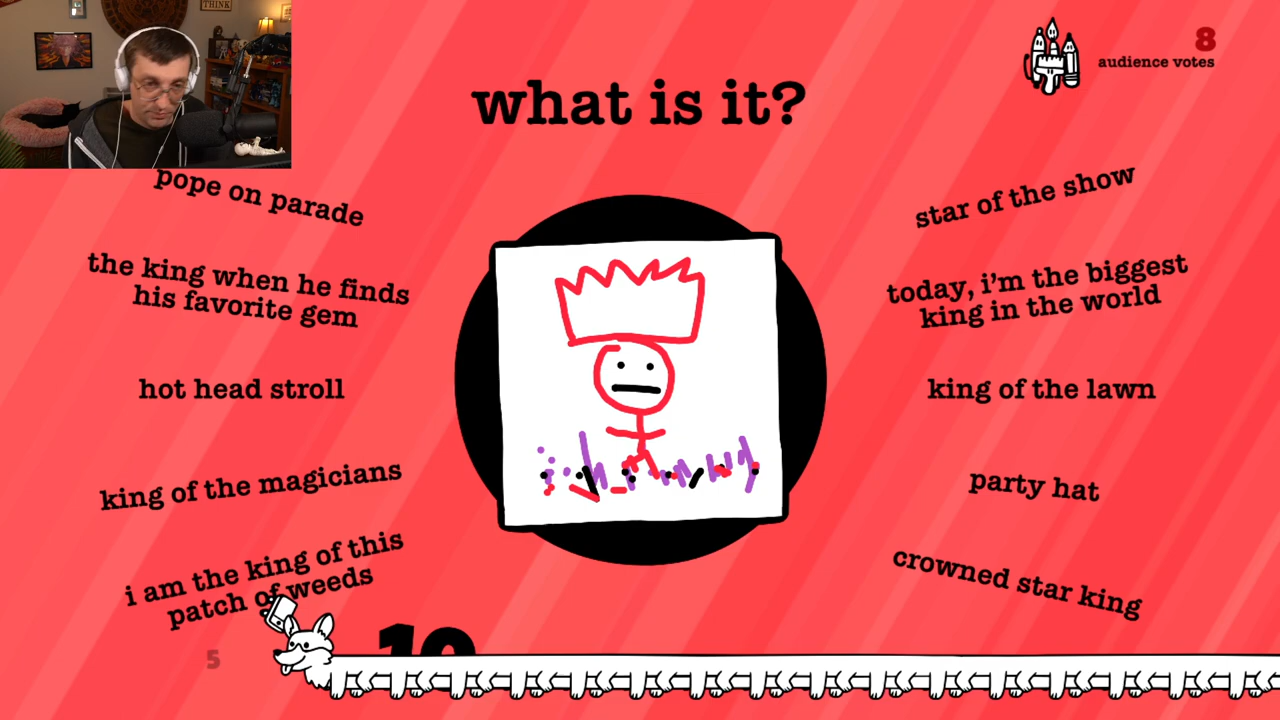 THINK
8
audience votes
what is it?
pope on parade
the king when he finds
his favorite gem
hot head stroll
king of the magicians
i am the king of this
patch of weeds
star of the show
today, i'm the biggest
king in the world
king of the lawn
party hat
crowned star king
5
10